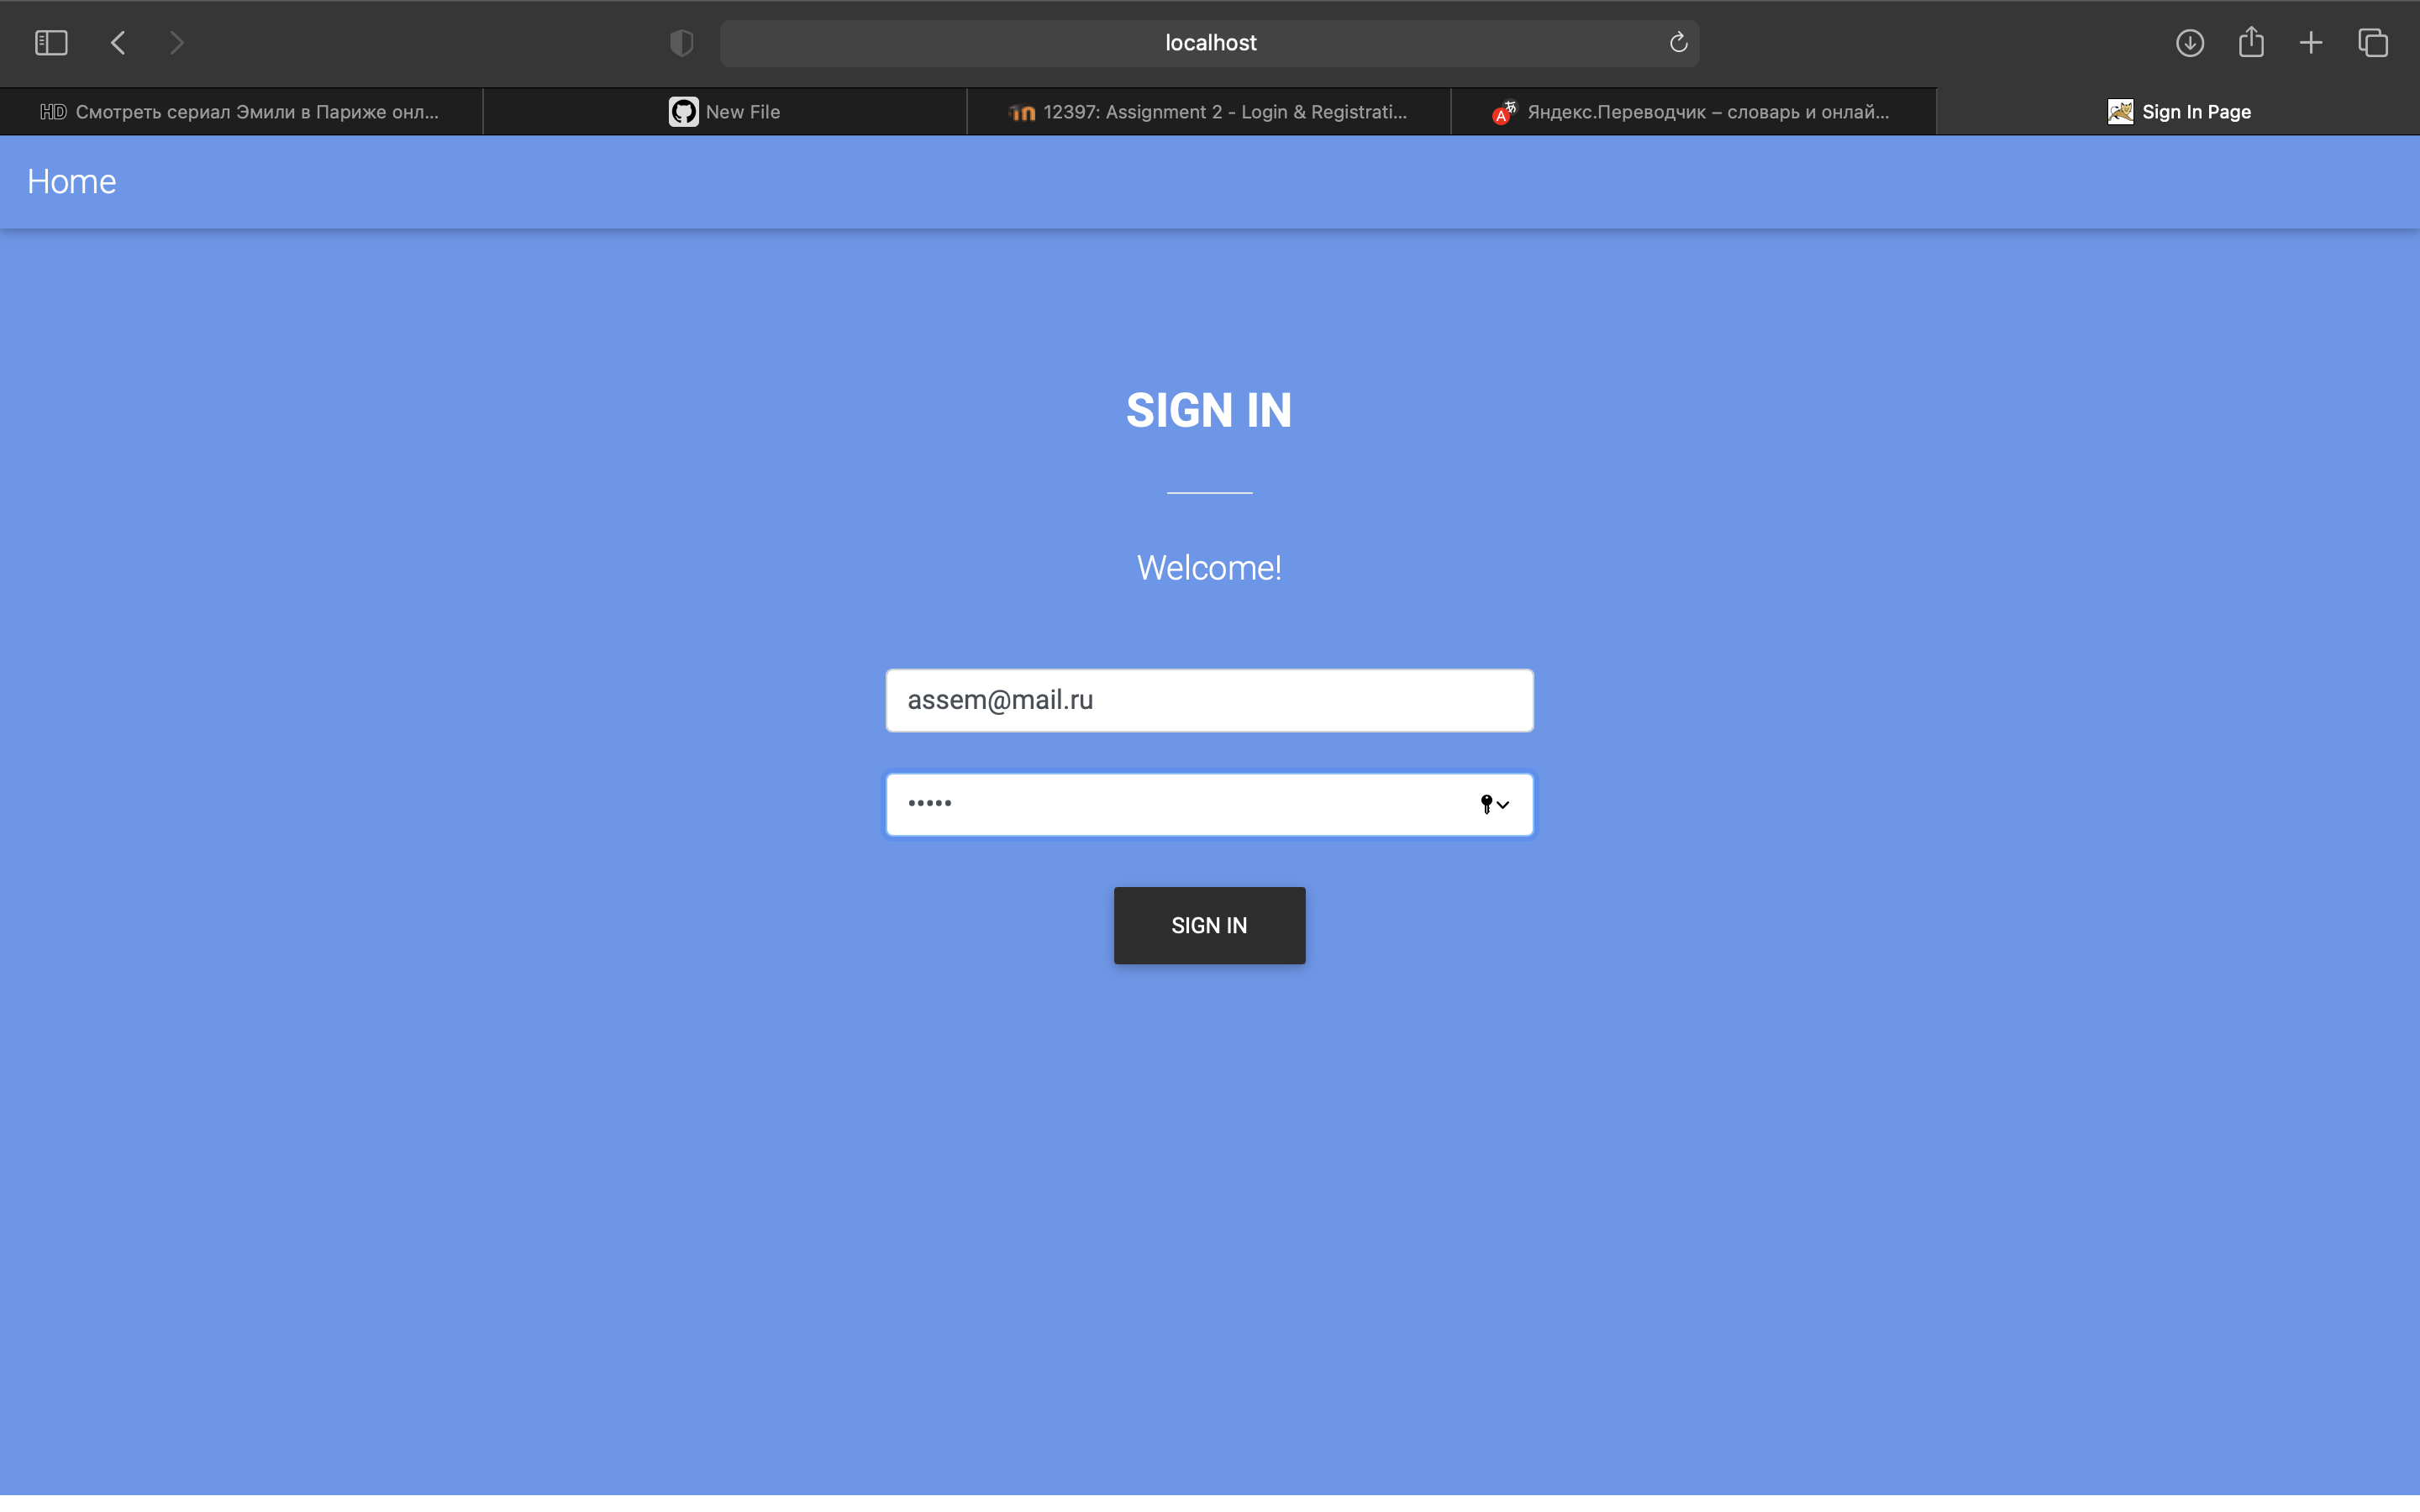 localhost
HD Смотреть сериал Эмили в Париже онл...
New File
12397: Assignment 2 - Login & Registrati...
Яндекс.Переводчик – словарь и онлай...
Sign In Page
Home
SIGN IN
Welcome!
assem@mail.ru
•••••
SIGN IN